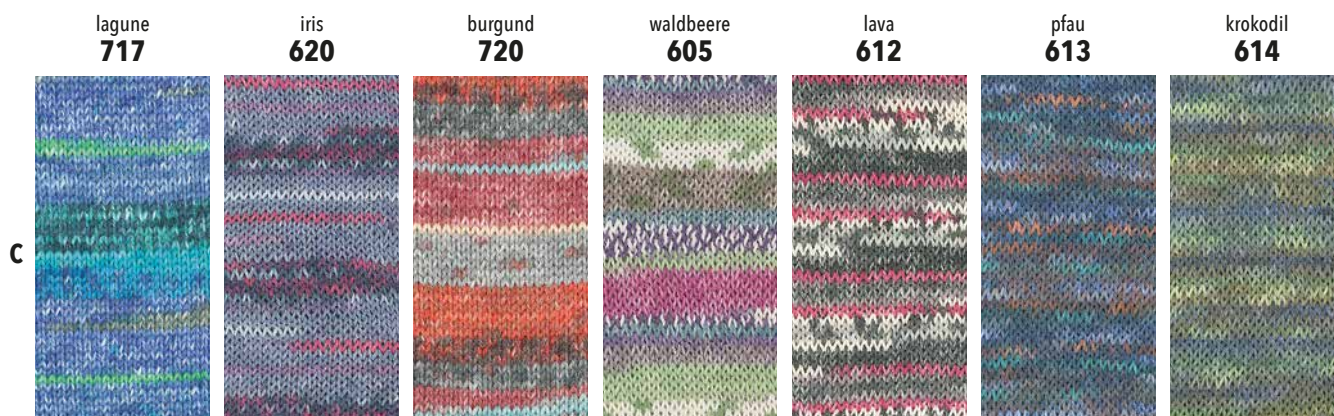 lagune iris burgund waldbeere lava pfau krokodil
717 620 720 605 612 613 614
C